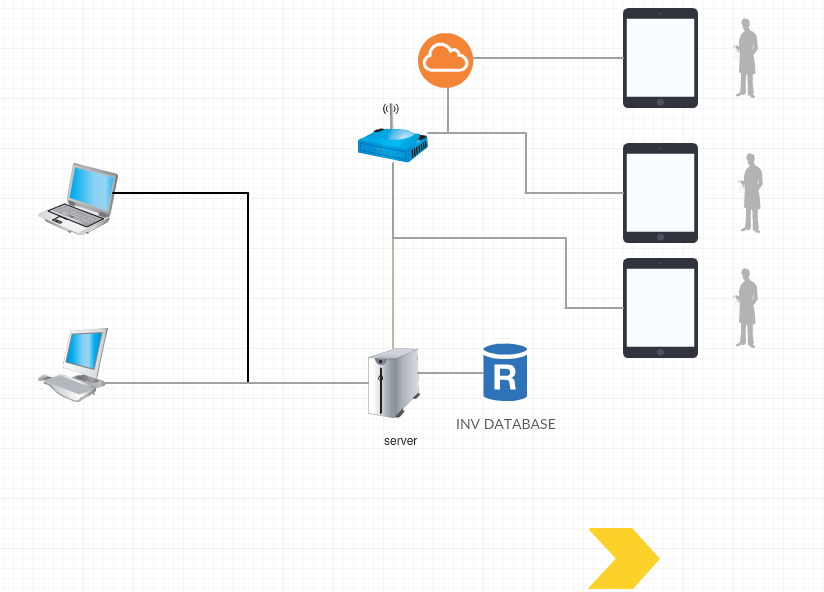 R
INV DATABASE
server